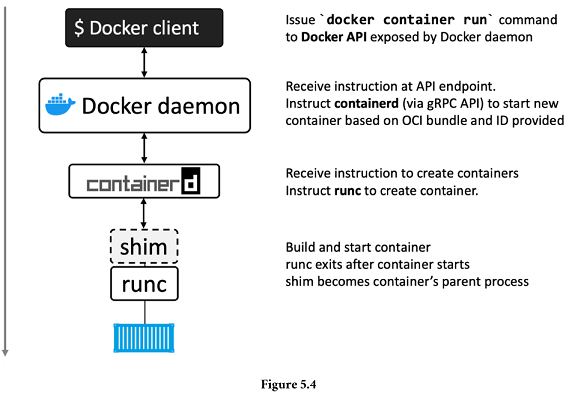 $ Docker client
Issue `docker container run` command
to Docker API exposed by Docker daemon
Docker daemon
Receive instruction at API endpoint.
Instruct containerd (via gRPC API) to start new
container based on OCI bundle and ID provided
containerd
Receive instruction to create containers
Instruct runc to create container.
shim
runc
Build and start container
runc exits after container starts
shim becomes container's parent process
Figure 5.4